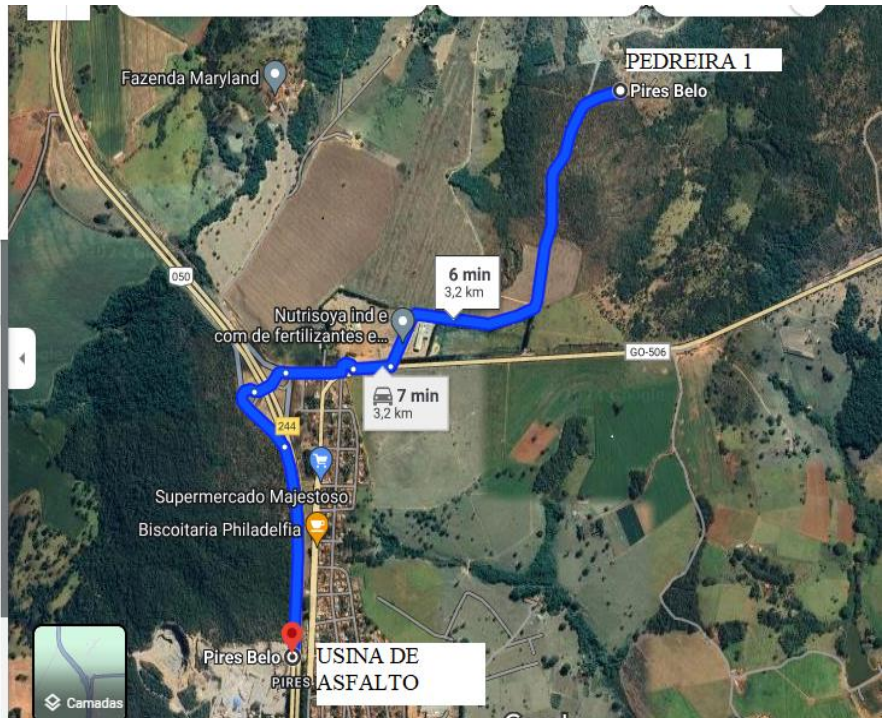 PEDREIRA 1
Pires Belo
Fazenda Maryland
050
6 min
3,2 km
Nutrisoya ind e
com de fertilizantes e...
GO-506
7 min
3,2 km
244
Supermercado Majestoso
Biscoitaria Philadelfia
Pires Belo
USINA DE
ASFALTO
PIRES
Camadas